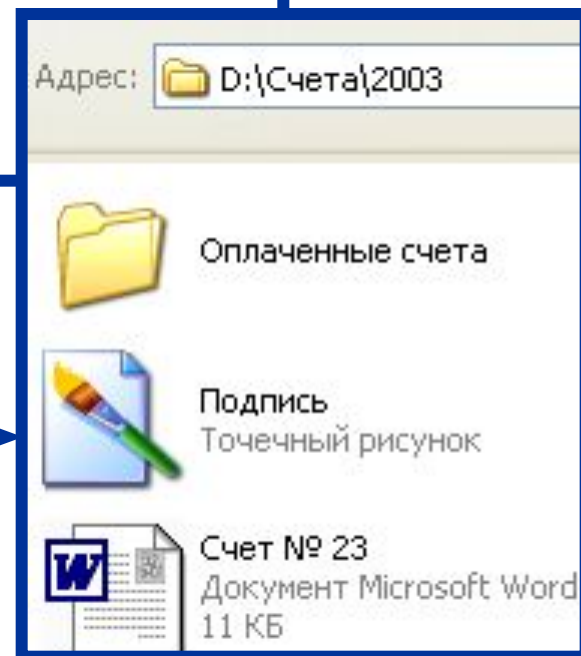 Адрес: D:\Счета\2003
Оплаченные счета
Подпись
Точечный рисунок
Счет № 23
Документ Microsoft Word
11 КБ